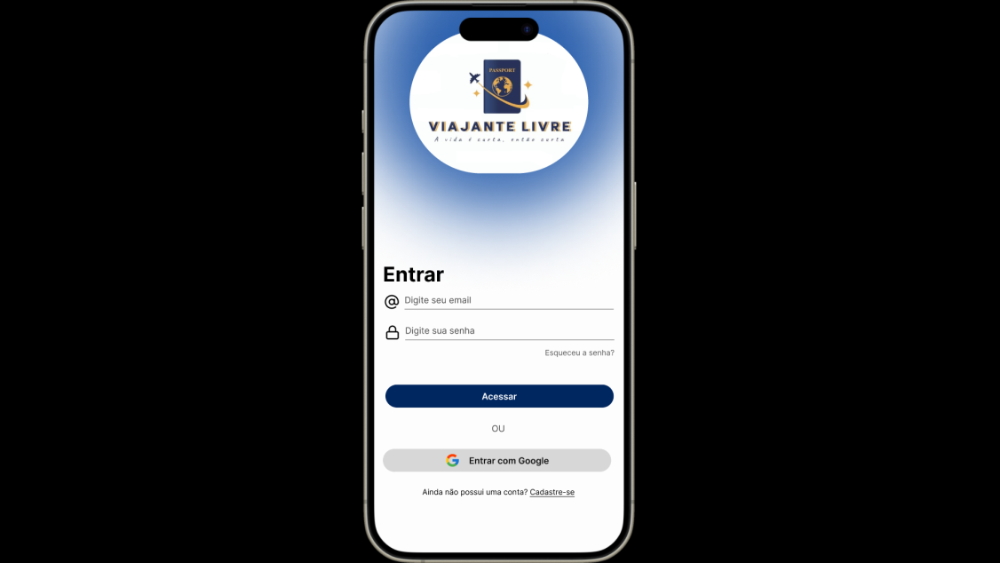 PASSPORT
VIAJANTE LIVRE
A vida é curta, então curta
Entrar
Digite seu email
Digite sua senha
Esqueceu a senha?
Acessar
OU
Entrar com Google
Ainda não possui uma conta? Cadastre-se